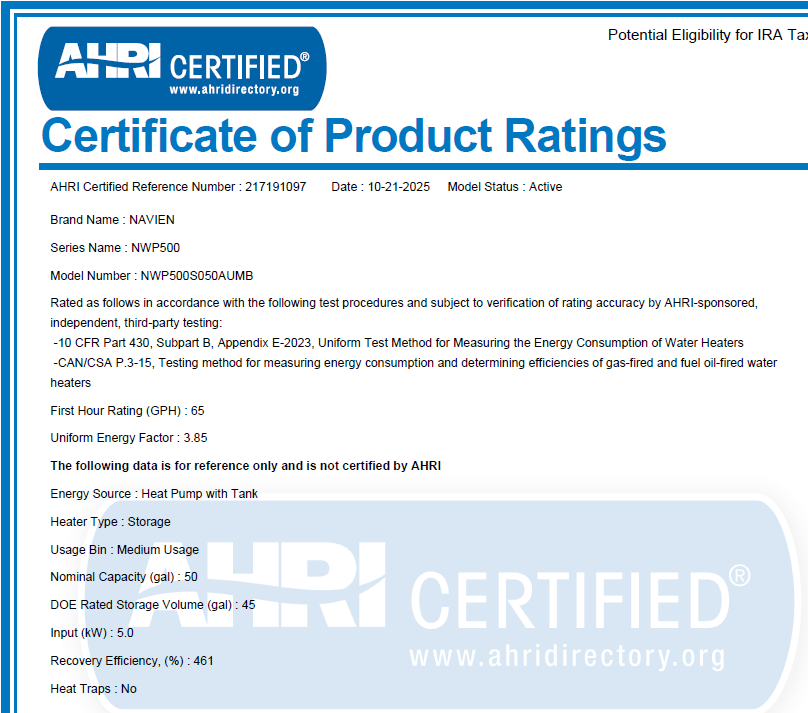 Potential Eligibility for IRA Tax
AHRI CERTIFIED®
www.ahridirectory.org
Certificate of Product Ratings
AHRI Certified Reference Number : 217191097 Date : 10-21-2025 Model Status : Active
Brand Name : NAVIEN
Series Name : NWP500
Model Number : NWP500S050AUMB
Rated as follows in accordance with the following test procedures and subject to verification of rating accuracy by AHRI-sponsored,
independent, third-party testing:
-10 CFR Part 430, Subpart B, Appendix E-2023, Uniform Test Method for Measuring the Energy Consumption of Water Heaters
-CAN/CSA P.3-15, Testing method for measuring energy consumption and determining efficiencies of gas-fired and fuel oil-fired water
heaters
First Hour Rating (GPH) : 65
Uniform Energy Factor : 3.85
The following data is for reference only and is not certified by AHRI
Energy Source : Heat Pump with Tank
Heater Type : Storage
Usage Bin : Medium Usage
Nominal Capacity (gal) : 50
DOE Rated Storage Volume (gal) : 45
Input (kW) : 5.0
Recovery Efficiency, (%) : 461
Heat Traps : No
AHRI CERTIFIED®
www.ahridirectory.org